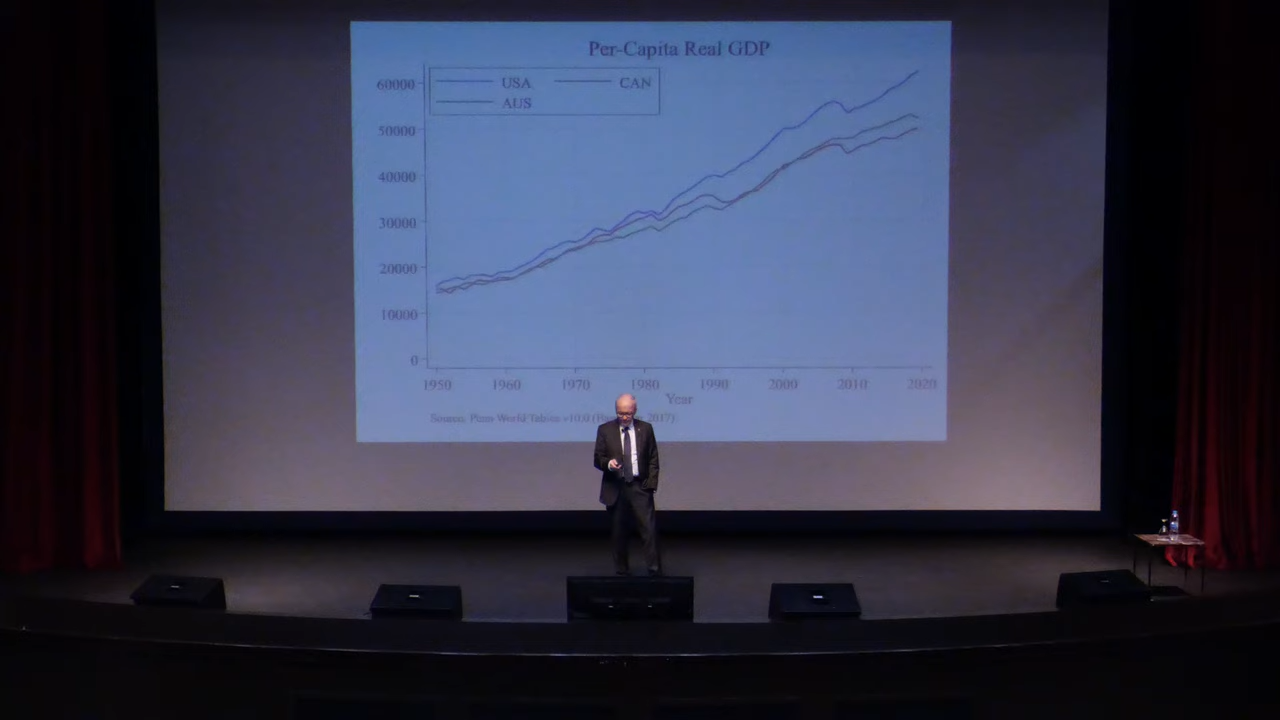 Per-Capita Real GDP
USA CAN
AUS
60000
50000
40000
30000
20000
10000
0
1950 1960 1970 1980 1990 2000 2010 2020
Year
Source: Penn World Tables v10.0 2017)